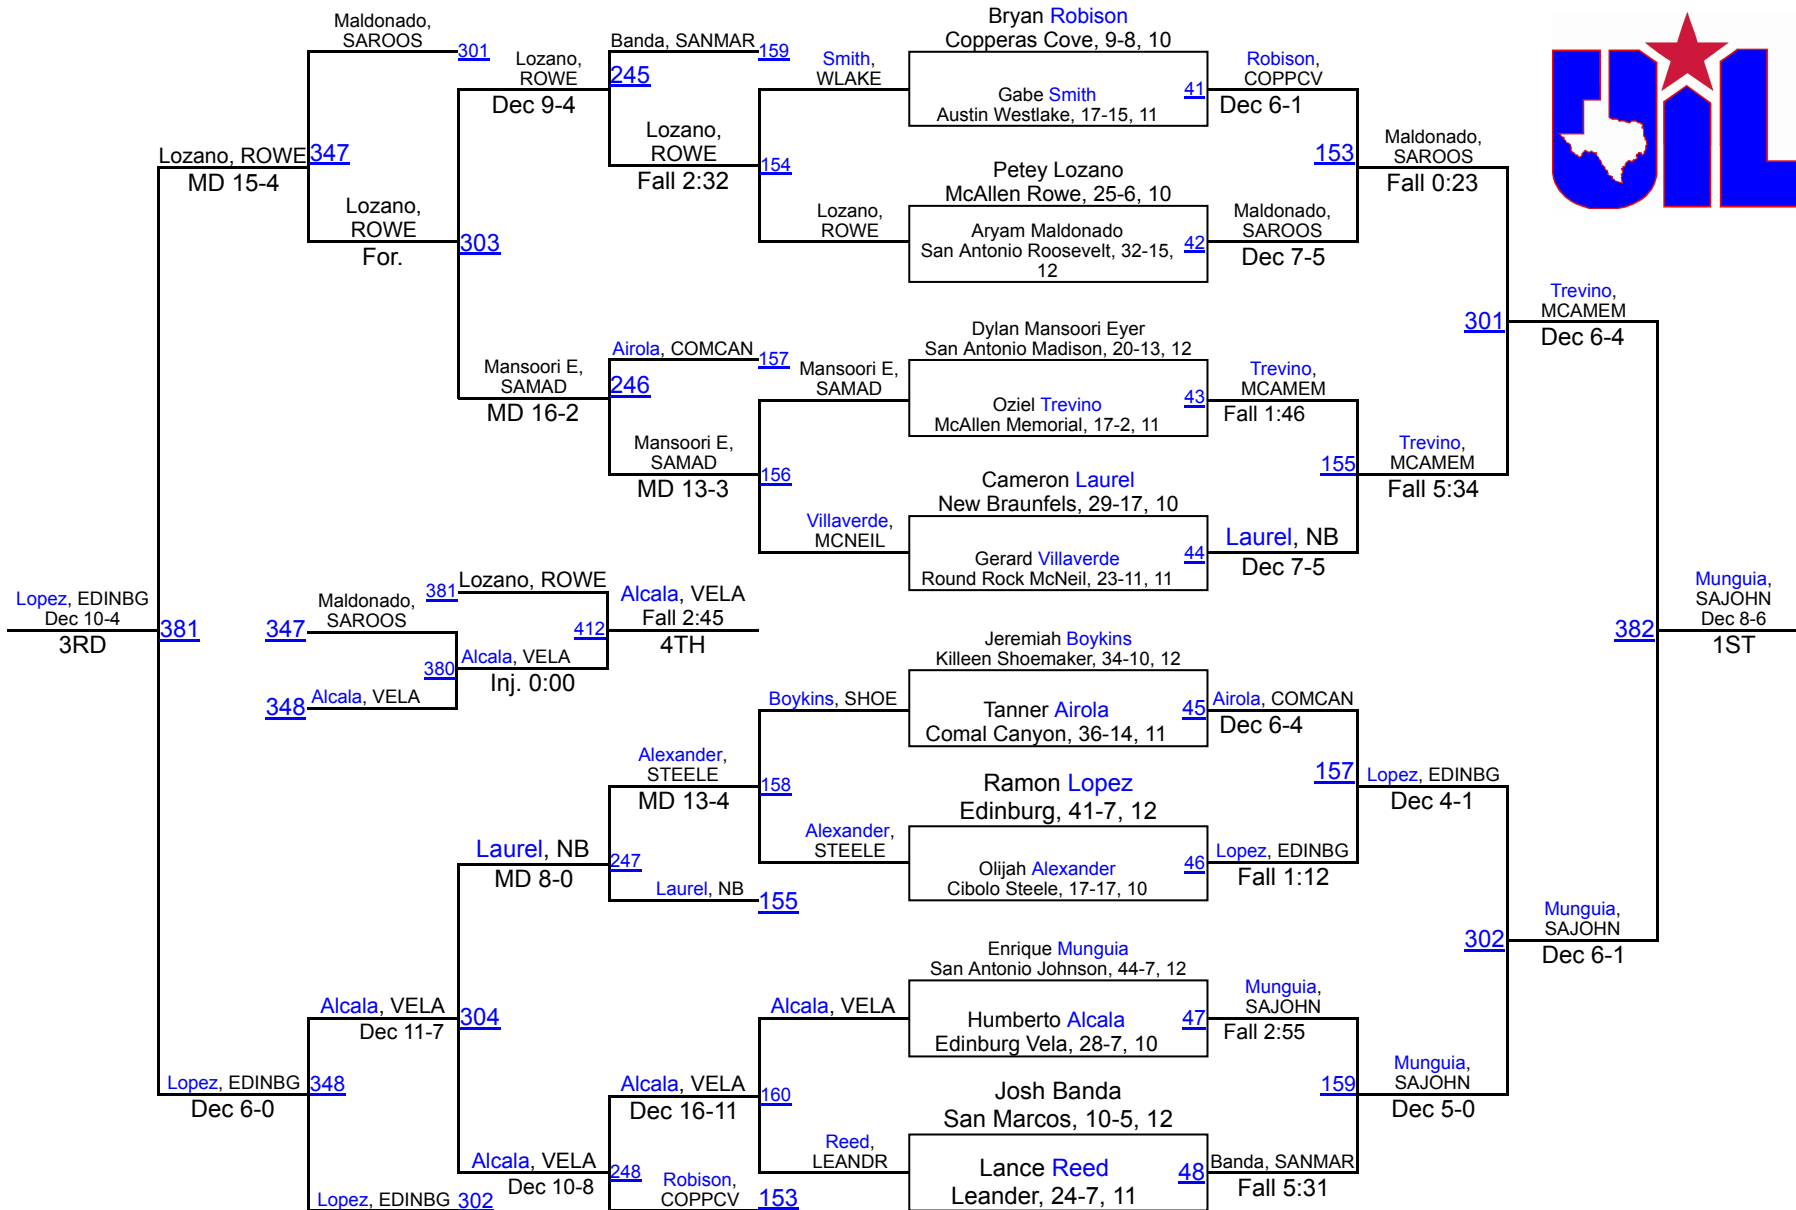 Maldonado,
SAROOS
301
Lozano,
ROWE
Dec 9-4
Banda, SANMAR
159
245
Smith,
WLAKE
Bryan Robison
Copperas Cove, 9-8, 10
Gabe Smith
Austin Westlake, 17-15, 11
41
Robison,
COPPCV
Dec 6-1
UIL
Lozano, ROWE
347
MD 15-4
Lozano,
ROWE
Fall 2:32
154
Petey Lozano
McAllen Rowe, 25-6, 10
153
Maldonado,
SAROOS
Fall 0:23
Lozano,
ROWE
For.
303
Lozano,
ROWE
Aryam Maldonado
San Antonio Roosevelt, 32-15,
12
42
Maldonado,
SAROOS
Dec 7-5
Mansoori E,
SAMAD
MD 16-2
Airola, COMCAN
157
246
Mansoori E,
SAMAD
Dylan Mansoori Eyer
San Antonio Madison, 20-13, 12
Oziel Trevino
McAllen Memorial, 17-2, 11
43
Trevino,
MCAMEM
Fall 1:46
301
Trevino,
MCAMEM
Dec 6-4
Mansoori E,
SAMAD
MD 13-3
156
Villaverde,
MCNEIL
Cameron Laurel
New Braunfels, 29-17, 10
Gerard Villaverde
Round Rock McNeil, 23-11, 11
44
Laurel, NB
Dec 7-5
155
Trevino,
MCAMEM
Fall 5:34
Lopez, EDINBG
Dec 10-4
3RD
381
347
Maldonado,
SAROOS
381
Lozano, ROWE
380
Alcala, VELA
Inj. 0:00
412
Alcala, VELA
Fall 2:45
4TH
348
Alcala, VELA
382
Munguia,
SAJOHN
Dec 8-6
1ST
Boykins, SHOE
Jeremiah Boykins
Killeen Shoemaker, 34-10, 12
Tanner Airola
Comal Canyon, 36-14, 11
45
Airola, COMCAN
Dec 6-4
Alexander,
STEELE
MD 13-4
158
Alexander,
STEELE
Ramon Lopez
Edinburg, 41-7, 12
Olijah Alexander
Cibolo Steele, 17-17, 10
46
Lopez, EDINBG
Fall 1:12
157
Lopez, EDINBG
Dec 4-1
Laurel, NB
MD 8-0
247
Laurel, NB
155
302
Munguia,
SAJOHN
Dec 6-1
Alcala, VELA
Dec 11-7
304
Alcala, VELA
Enrique Munguia
San Antonio Johnson, 44-7, 12
Humberto Alcala
Edinburg Vela, 28-7, 10
47
Munguia,
SAJOHN
Fall 2:55
Lopez, EDINBG
348
Dec 6-0
Alcala, VELA
Dec 16-11
160
Reed,
LEANDR
Josh Banda
San Marcos, 10-5, 12
Lance Reed
Leander, 24-7, 11
48
Banda, SANMAR
Fall 5:31
159
Munguia,
SAJOHN
Dec 5-0
Alcala, VELA
Dec 10-8
248
Robison,
COPPCV
153
Lopez, EDINBG
302